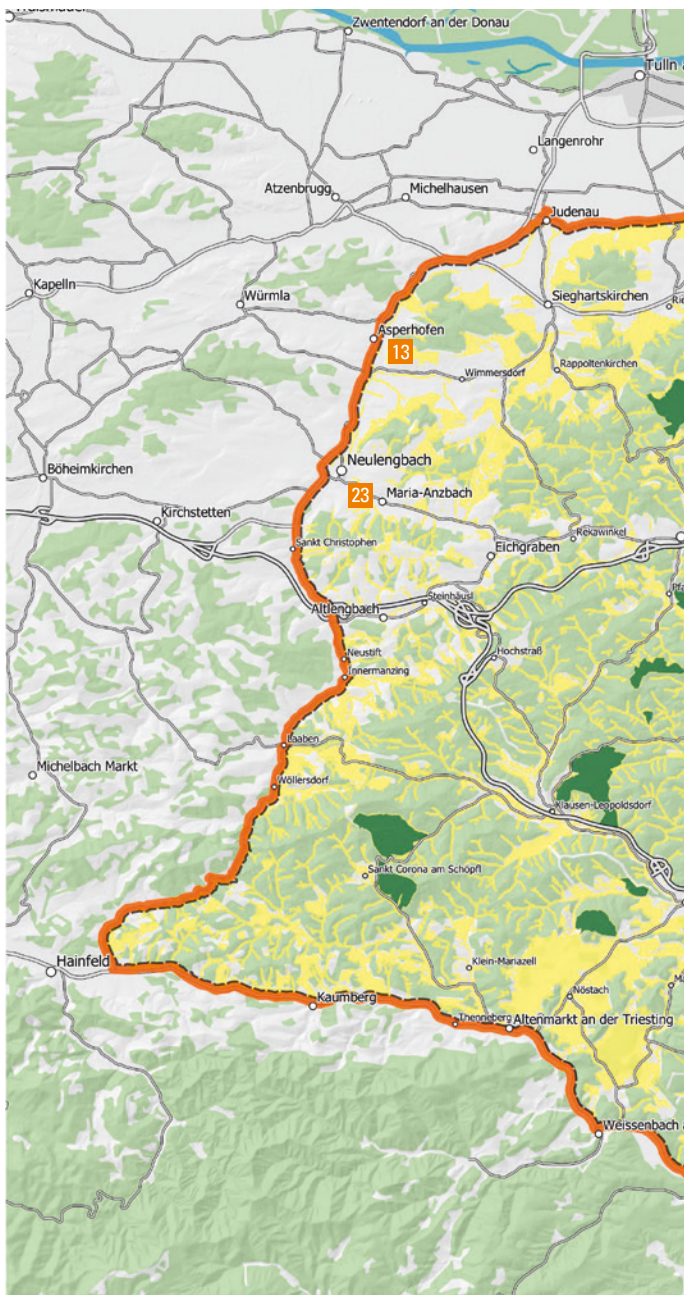 Zwentendorf an der Donau
Tulln
Langenrohr
Atzenbrugg
Michelhausen
Judenau
Kapelln
Würmla
Sieghartskirchen
Asperhofen
13
Wimmersdorf
Rappoltenkirchen
Neulengbach
Böheimkirchen
23
Maria-Anzbach
Kirchstetten
Sankt Christophen
Eichgraben
Rekawinkel
Steinhäusl
Altlengbach
Hochstraß
Neustift
Innermanzing
Laaben
Michelbach Markt
Wöllersdorf
Klausen-Leopoldsdorf
Sankt Corona am Schöpfl
Hainfeld
Klein-Mariazell
Nöstach
Kaumberg
Thenneberg
Altenmarkt an der Triesting
Weissenbach